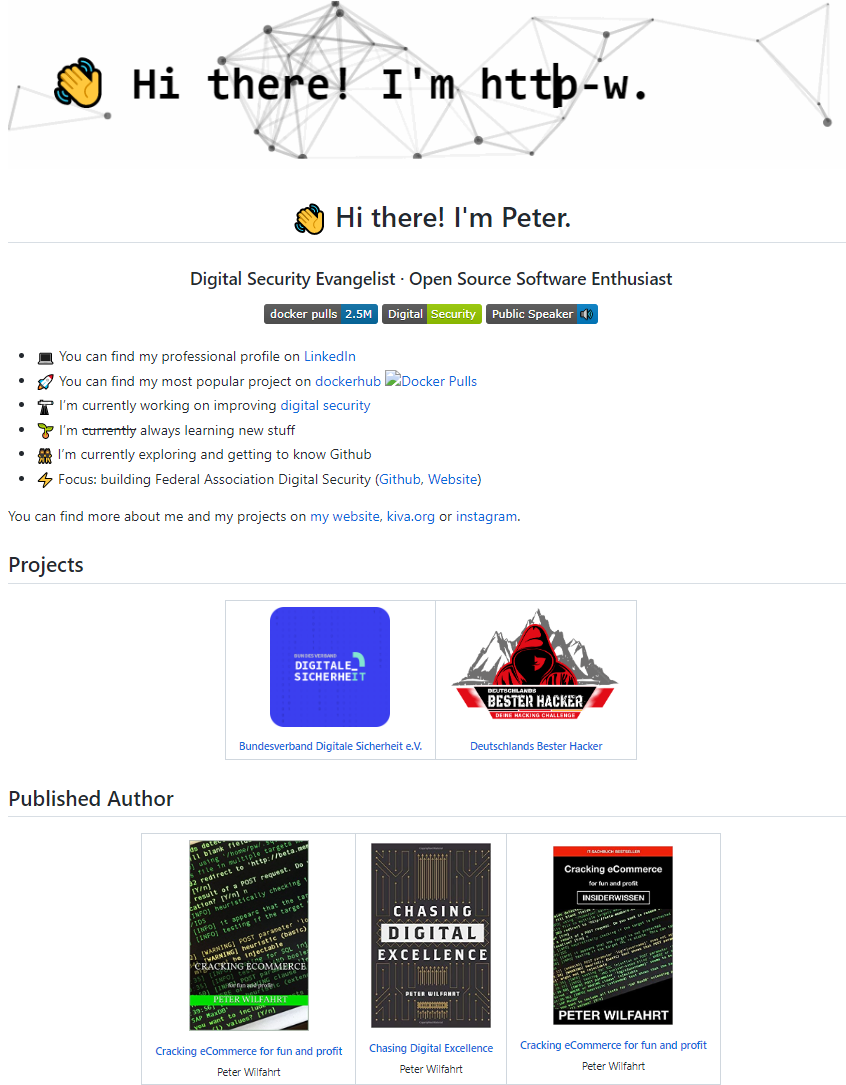 👋 Hi there! I'm http-w.
👋 Hi there! I'm Peter.
Digital Security Evangelist · Open Source Software Enthusiast
docker pulls 2.5M Digital Security Public Speaker 🔊
• 💻 You can find my professional profile on LinkedIn
• 🚀 You can find my most popular project on dockerhub Docker Pulls
• I'm currently working on improving digital security
• 🌱 I'm currently always learning new stuff
• 👯 I'm currently exploring and getting to know Github
• ⚡ Focus: building Federal Association Digital Security (Github, Website)
You can find more about me and my projects on my website, kiva.org or instagram.
Projects
BUNDESVERBAND
DIGITALE_
SICHERHEIT
Bundesverband Digitale Sicherheit e.V.
DEUTSCHLANDS
BESTER HACKER
DEINE HACKING CHALLENGE
Deutschlands Bester Hacker
Published Author
CRACKING ECOMMERCE
for fun and profit
PETER WILFAHRT
Cracking eCommerce for fun and profit
Peter Wilfahrt
CHASING
DIGITAL
EXCELLENCE
PETER WILFAHRT
Chasing Digital Excellence
Peter Wilfahrt
IT-SACHBUCH BESTSELLER
Cracking eCommerce
for fun and profit
INSIDERWISSEN
PETER WILFAHRT
Cracking eCommerce for fun and profit
Peter Wilfahrt